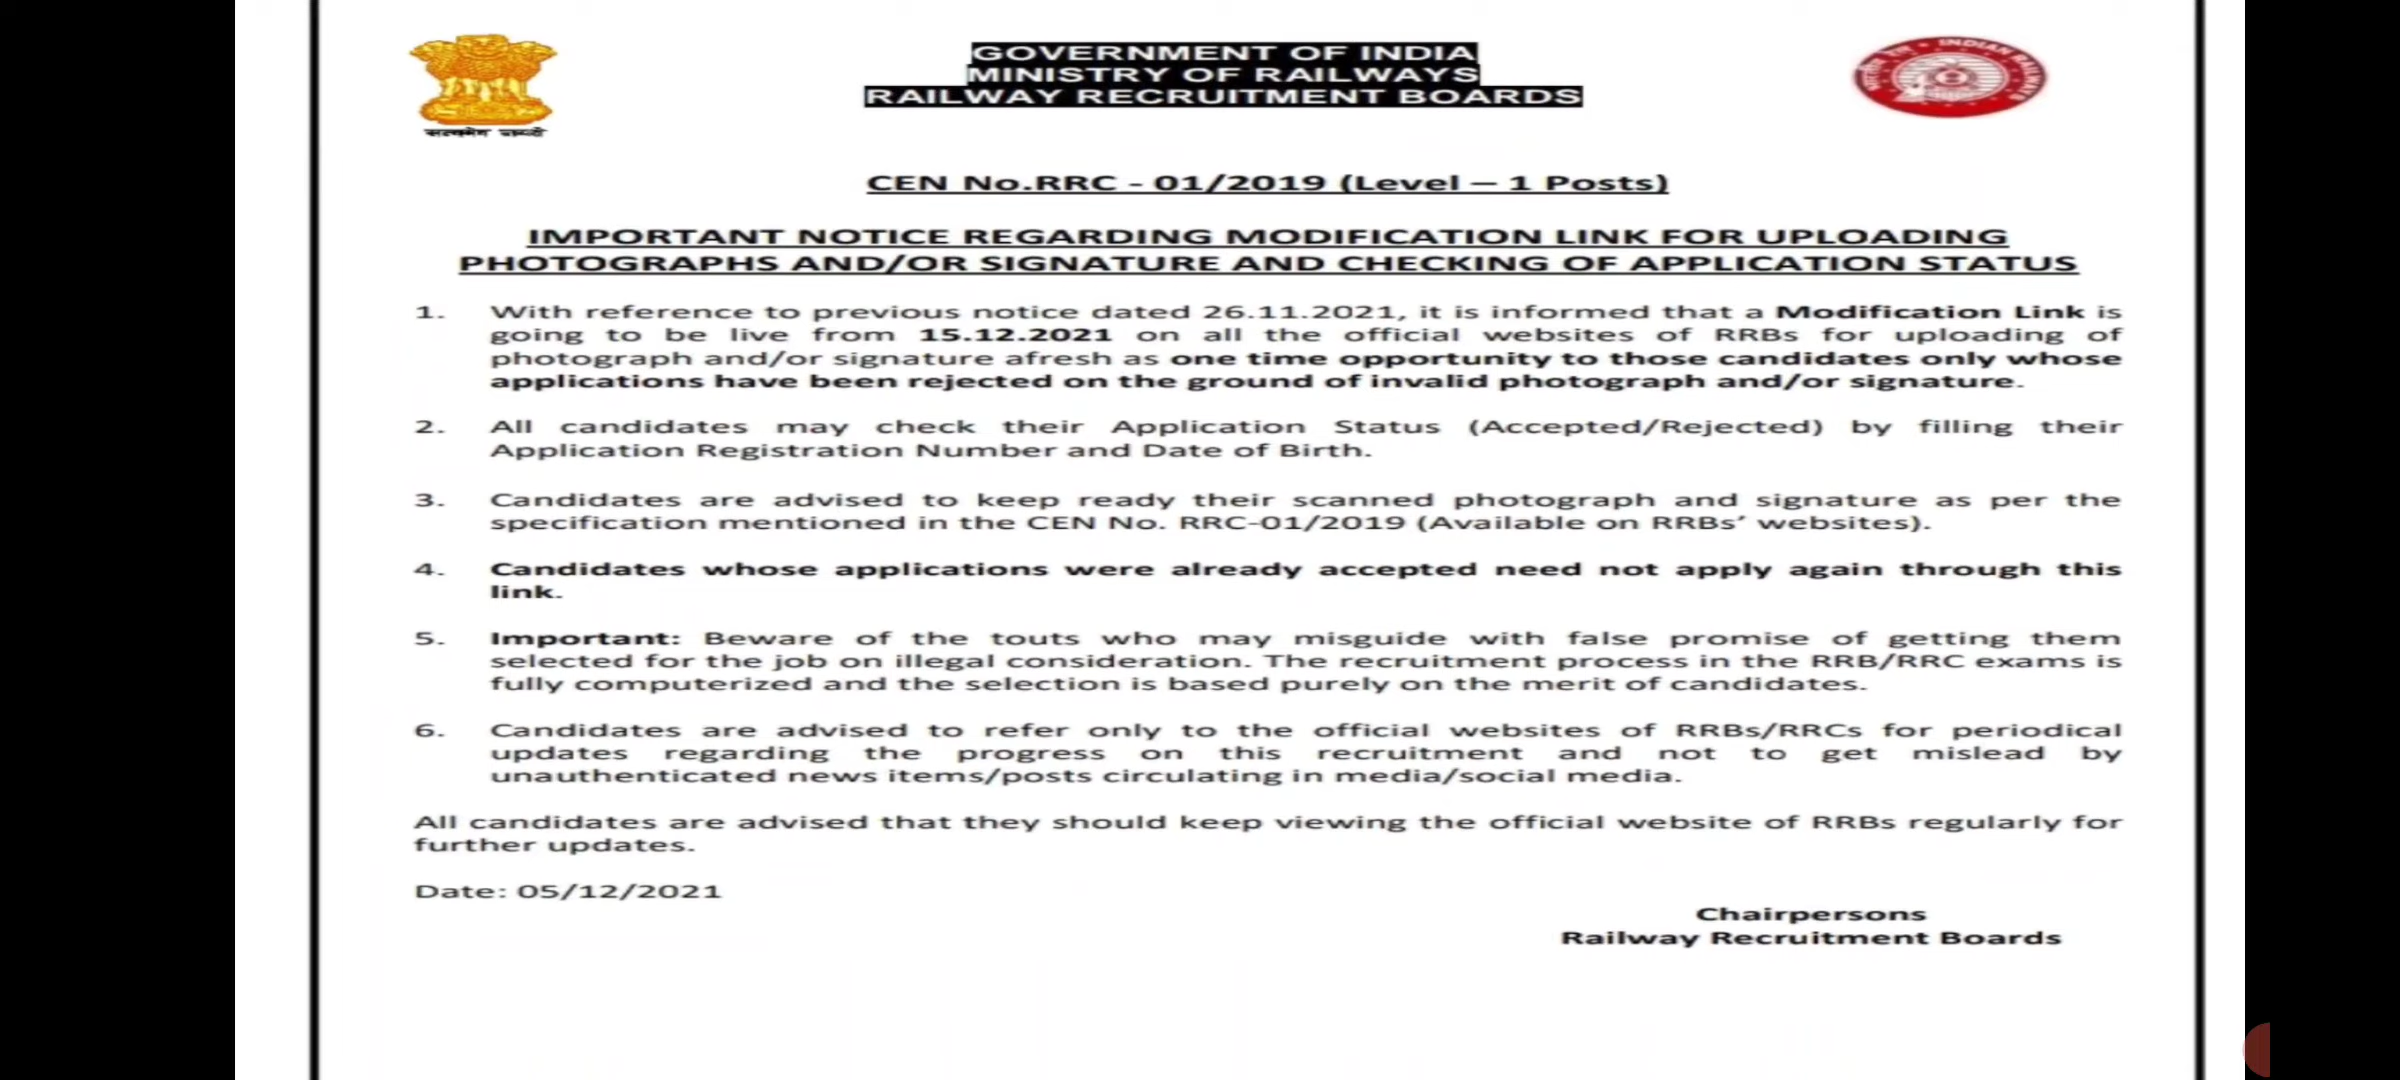 GOVERNMENT OF INDIA
MINISTRY OF RAILWAYS
RAILWAY RECRUITMENT BOARDS
INDIAN RAILWAY
CEN No.RRC - 01/2019 (Level – 1 Posts)
IMPORTANT NOTICE REGARDING MODIFICATION LINK FOR UPLOADING
PHOTOGRAPHS AND/OR SIGNATURE AND CHECKING OF APPLICATION STATUS
1. With reference to previous notice dated 26.11.2021, it is informed that a Modification Link is
going to be live from 15.12.2021 on all the official websites of RRBs for uploading of
photograph and/or signature afresh as one time opportunity to those candidates only whose
applications have been rejected on the ground of invalid photograph and/or signature.
2. All candidates may check their Application Status (Accepted/Rejected) by filling their
Application Registration Number and Date of Birth.
3. Candidates are advised to keep ready their scanned photograph and signature as per the
specification mentioned in the CEN No. RRC-01/2019 (Available on RRBs’ websites).
4. Candidates whose applications were already accepted need not apply again through this
link.
5. Important: Beware of the touts who may misguide with false promise of getting them
selected for the job on illegal consideration. The recruitment process in the RRB/RRC exams is
fully computerized and the selection is based purely on the merit of candidates.
6. Candidates are advised to refer only to the official websites of RRBs/RRCs for periodical
updates regarding the progress on this recruitment and not to get mislead by
unauthenticated news items/posts circulating in media/social media.
All candidates are advised that they should keep viewing the official website of RRBs regularly for
further updates.
Date: 05/12/2021
Chairpersons
Railway Recruitment Boards